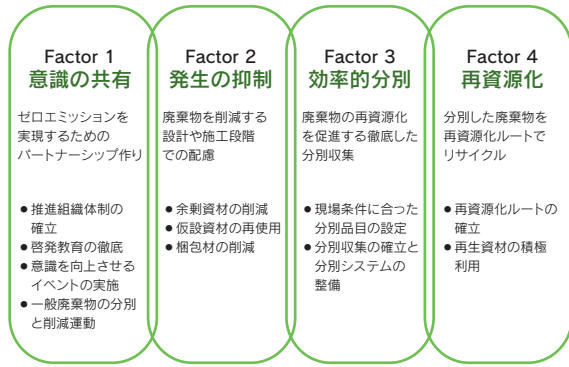 Factor 1
意識の共有
ゼロエミッションを
実現するための
パートナーシップ作り
●推進組織体制の
確立
●啓発教育の徹底
●意識を向上させる
イベントの実施
●一般廃棄物の分別
と削減運動
Factor 2
発生の抑制
廃棄物を削減する
設計や施工段階
での配慮
●余剰資材の削減
●仮設資材の再使用
●梱包材の削減
Factor 3
効率的分別
廃棄物の再資源化
を促進する徹底した
分別収集
●現場条件に合った
分別品目の設定
●分別収集の確立と
分別システムの
整備
Factor 4
再資源化
分別した廃棄物を
再資源化ルートで
リサイクル
●再資源化ルートの
確立
●再生資材の積極
利用